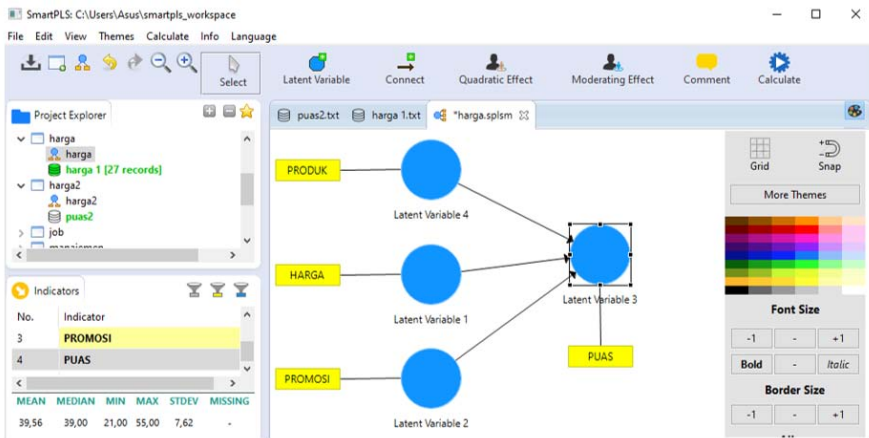 SmartPLS: C:\Users\Asus\smartpls_workspace
File Edit View Themes Calculate Info Language
Select
Latent Variable
Connect
Quadratic Effect
Moderating Effect
Comment
Calculate
Project Explorer
harga
harga
harga 1 [27 records]
harga2
harga2
puas2
job
manajemen
Indicators
No. Indicator
3 PROMOSI
4 PUAS
MEAN MEDIAN MIN MAX STDEV MISSING
39,56 39,00 21,00 55,00 7,62 -
puas2.txt harga 1.txt *harga.splsm
PRODUK
Latent Variable 4
HARGA
Latent Variable 1
PROMOSI
Latent Variable 2
Latent Variable 3
PUAS
Grid Snap
More Themes
Font Size
-1 - +1
Bold - Italic
Border Size
-1 - +1